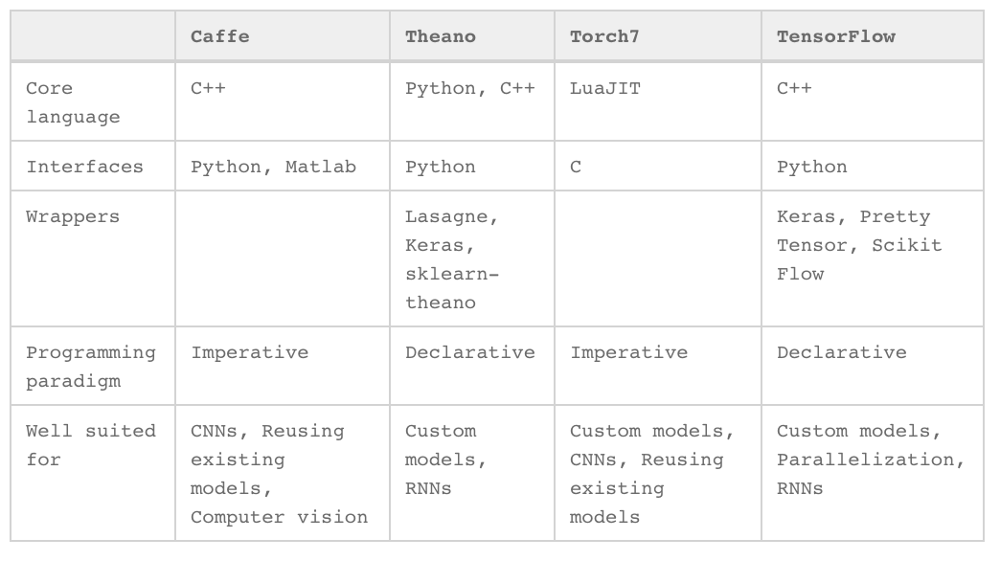 Caffe Theano Torch7 TensorFlow
Core language C++ Python, C++ LuaJIT C++
Interfaces Python, Matlab Python C Python
Wrappers Lasagne, Keras, sklearn-theano Keras, Pretty Tensor, Scikit Flow
Programming paradigm Imperative Declarative Imperative Declarative
Well suited for CNNs, Reusing existing models, Computer vision Custom models, RNNs Custom models, CNNs, Reusing existing models Custom models, Parallelization, RNNs